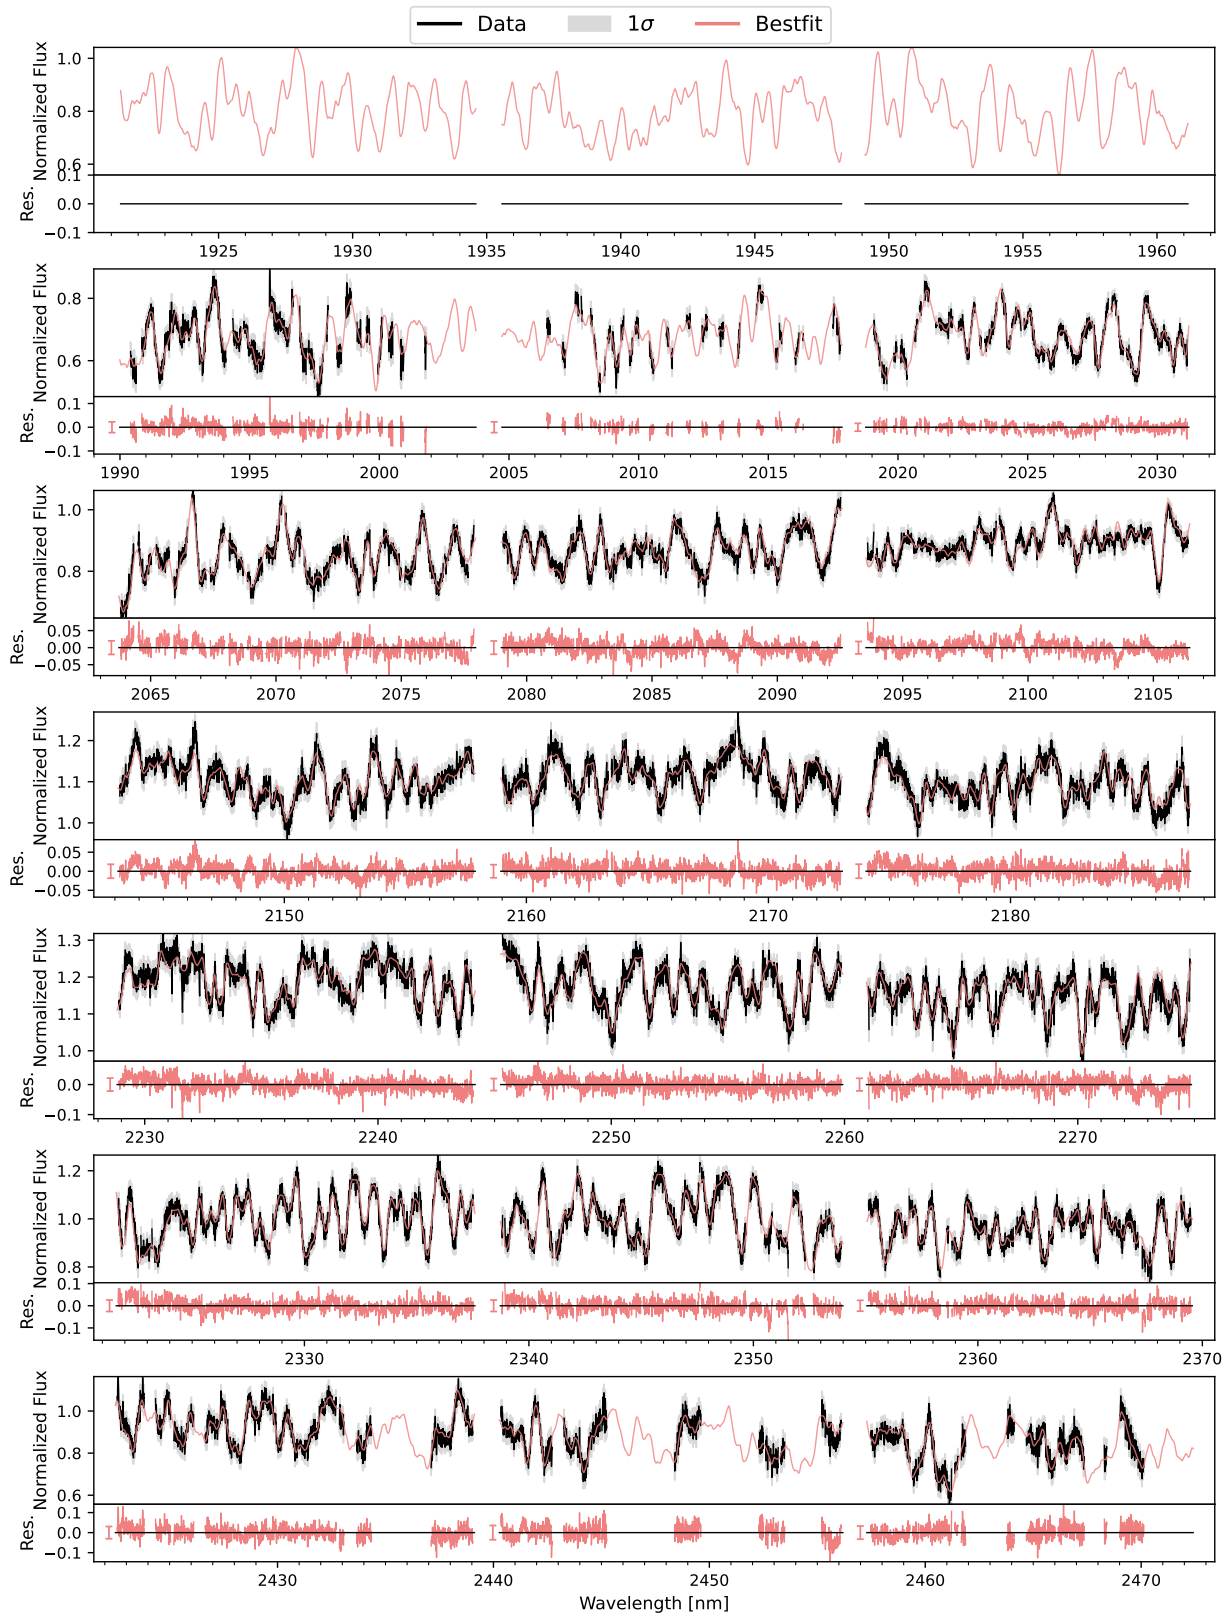 Data 1σ Bestfit
Normalized Flux
1.0
0.8
0.6
Res.
0.1
0.0
−0.1
1925 1930 1935 1940 1945 1950 1955 1960
Normalized Flux
0.8
0.6
Res.
0.1
0.0
−0.1
1990 1995 2000 2005 2010 2015 2020 2025 2030
Normalized Flux
1.0
0.8
Res.
0.05
0.00
−0.05
2065 2070 2075 2080 2085 2090 2095 2100 2105
Normalized Flux
1.2
1.1
1.0
Res.
0.05
0.00
−0.05
2150 2160 2170 2180
Normalized Flux
1.3
1.2
1.1
1.0
Res.
0.0
−0.1
2230 2240 2250 2260 2270
Normalized Flux
1.2
1.0
0.8
Res.
0.1
0.0
−0.1
2330 2340 2350 2360 2370
Normalized Flux
1.0
0.8
0.6
Res.
0.1
0.0
−0.1
2430 2440 2450 2460 2470
Wavelength [nm]